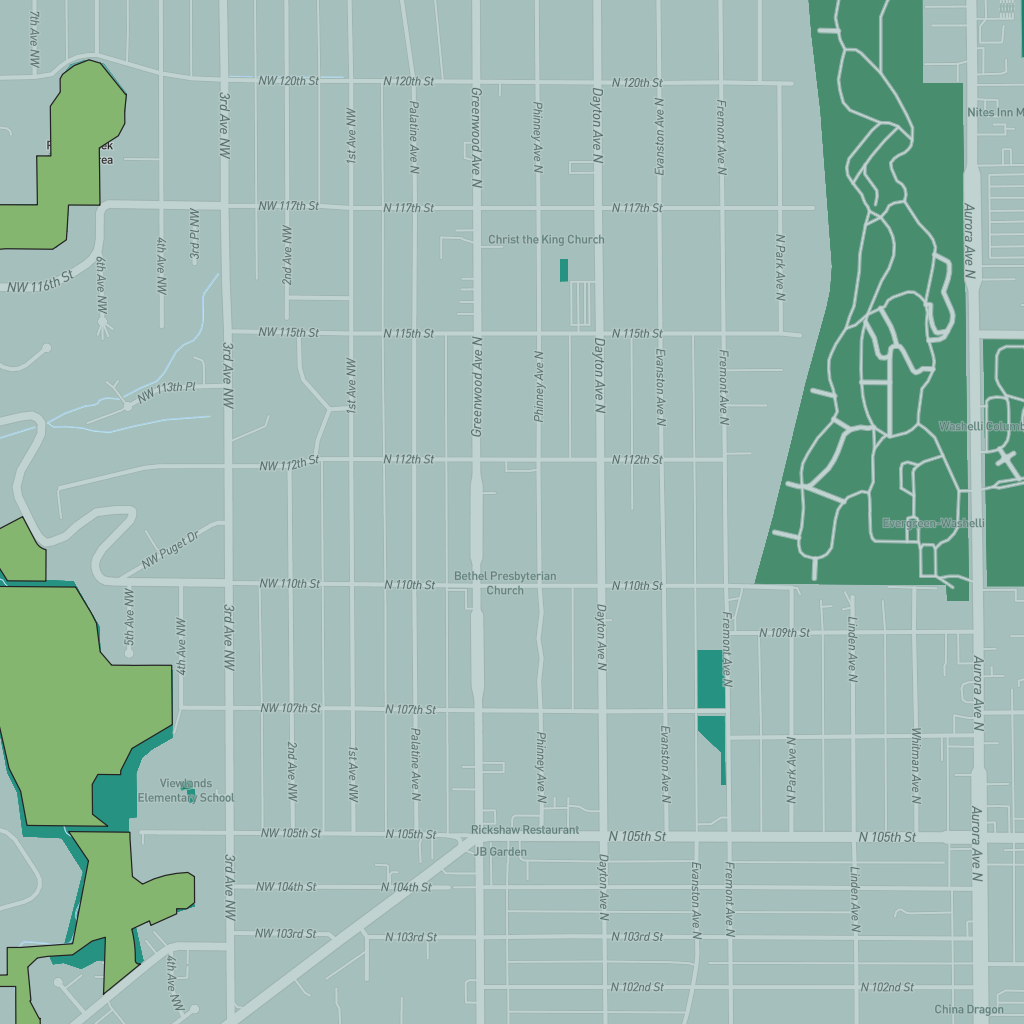 7th Ave NW
NW 120th St
N 120th St
N 120th St
3rd Ave NW
1st Ave NW
Palatine Ave N
Greenwood Ave N
Phinney Ave N
Dayton Ave N
Evanston Ave N
Fremont Ave N
Nites Inn M
ek
rea
NW 117th St
N 117th St
N 117th St
3rd Pl NW
2nd Ave NW
Christ the King Church
Aurora Ave N
4th Ave NW
6th Ave NW
N Park Ave N
NW 116th St
NW 115th St
N 115th St
N 115th St
3rd Ave NW
1st Ave NW
Greenwood Ave N
Phinney Ave N
Dayton Ave N
Evanston Ave N
Fremont Ave N
NW 113th Pl
Washelli Columb
NW 112th St
N 112th St
N 112th St
Evergreen-Washelli
NW Puget Dr
NW 110th St
N 110th St
Bethel Presbyterian
Church
N 110th St
5th Ave NW
4th Ave NW
3rd Ave NW
Dayton Ave N
Fremont Ave N
N 109th St
Linden Ave N
Aurora Ave N
NW 107th St
N 107th St
2nd Ave NW
1st Ave NW
Palatine Ave N
Phinney Ave N
Evanston Ave N
N Park Ave N
Whitman Ave N
Viewlands
Elementary School
NW 105th St
N 105th St
Rickshaw Restaurant
N 105th St
N 105th St
JB Garden
Aurora Ave N
3rd Ave NW
NW 104th St
N 104th St
Dayton Ave N
Evanston Ave N
Fremont Ave N
Linden Ave N
NW 103rd St
N 103rd St
N 103rd St
4th Ave NW
N 102nd St
N 102nd St
China Dragon